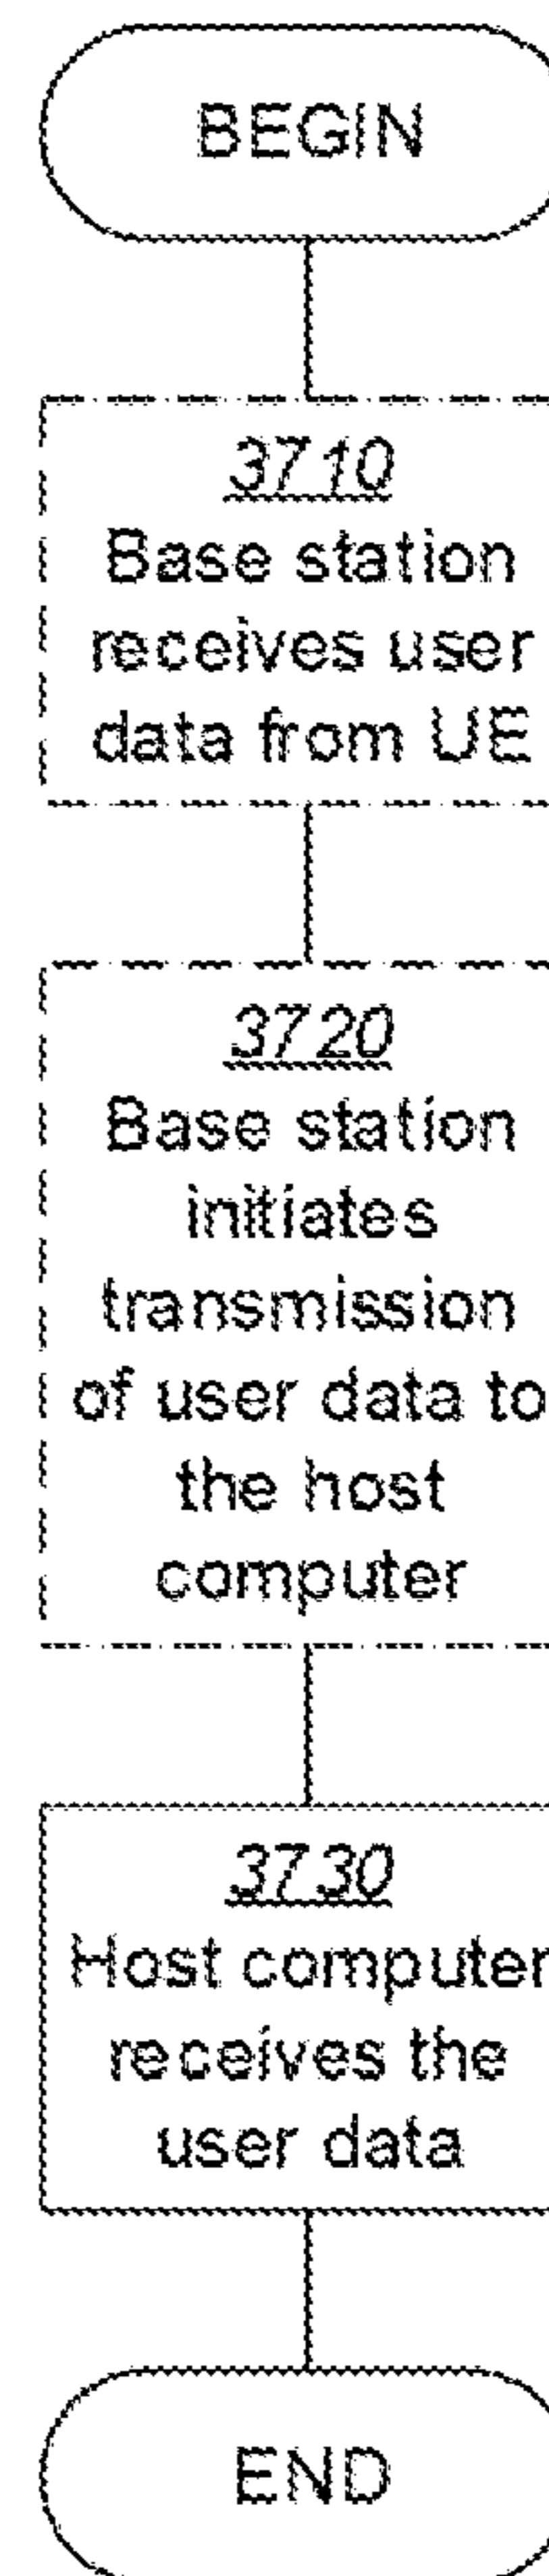 BEGIN
3710
Base station
receives user
data from UE
3720
Base station
initiates
transmission
of user data to
the host
computer
3730
Host computer
receives the
user data
END